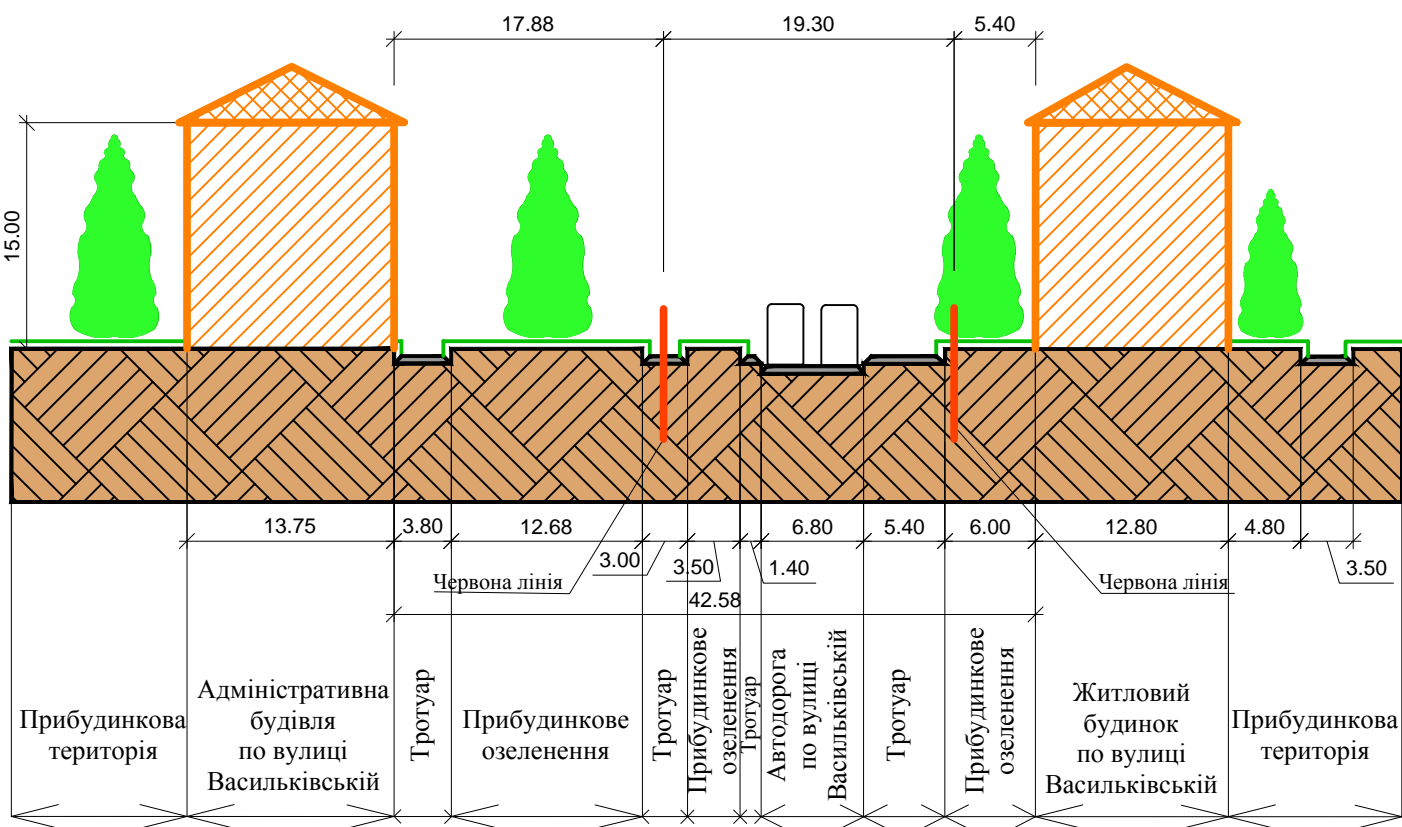 17.88
19.30
5.40
15.00
13.75
3.80
12.68
6.80
5.40
6.00
12.80
4.80
3.00
3.50
1.40
3.50
Червона лінія
Червона лінія
42.58
Прибудинкова
територія
Адміністративна
будівля
по вулиці
Васильківській
Тротуар
Прибудинкове
озеленення
Тротуар
Прибудинкове
озеленення
Тротуар
Автодорога
по вулиці
Васильківській
Тротуар
Прибудинкове
озеленення
Житловий
будинок
по вулиці
Васильківській
Прибудинкова
територія